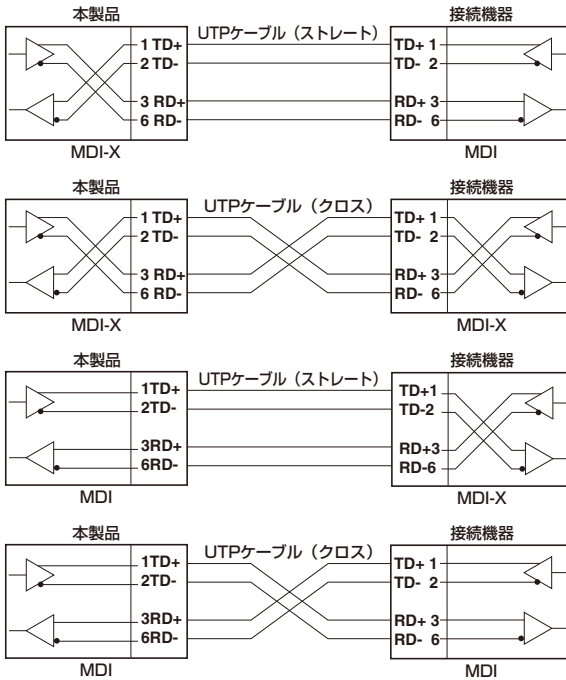 本製品 接続機器
UTPケーブル（ストレート）
1 TD+ TD+ 1
2 TD- TD- 2
3 RD+ RD+ 3
6 RD- RD- 6
MDI-X MDI
本製品 接続機器
UTPケーブル（クロス）
1 TD+ TD+ 1
2 TD- TD- 2
3 RD+ RD+ 3
6 RD- RD- 6
MDI-X MDI-X
本製品 接続機器
UTPケーブル（ストレート）
1TD+ TD+1
2TD- TD-2
3RD+ RD+3
6RD- RD-6
MDI MDI-X
本製品 接続機器
UTPケーブル（クロス）
1TD+ TD+ 1
2TD- TD- 2
3RD+ RD+ 3
6RD- RD- 6
MDI MDI